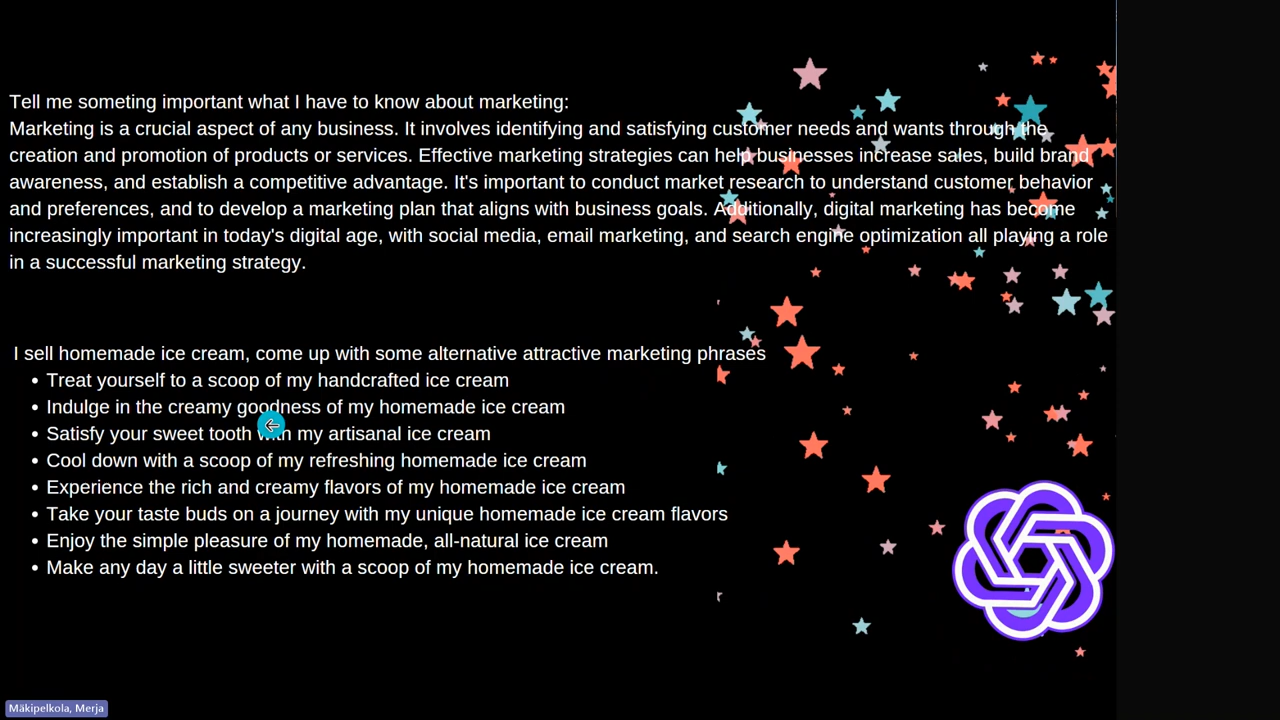 Tell me someting important what I have to know about marketing:
Marketing is a crucial aspect of any business. It involves identifying and satisfying customer needs and wants through the
creation and promotion of products or services. Effective marketing strategies can help businesses increase sales, build brand
awareness, and establish a competitive advantage. It's important to conduct market research to understand customer behavior
and preferences, and to develop a marketing plan that aligns with business goals. Additionally, digital marketing has become
increasingly important in today's digital age, with social media, email marketing, and search engine optimization all playing a role
in a successful marketing strategy.
I sell homemade ice cream, come up with some alternative attractive marketing phrases
• Treat yourself to a scoop of my handcrafted ice cream
• Indulge in the creamy goodness of my homemade ice cream
• Satisfy your sweet tooth with my artisanal ice cream
• Cool down with a scoop of my refreshing homemade ice cream
• Experience the rich and creamy flavors of my homemade ice cream
• Take your taste buds on a journey with my unique homemade ice cream flavors
• Enjoy the simple pleasure of my homemade, all-natural ice cream
• Make any day a little sweeter with a scoop of my homemade ice cream.
Mäkipelkola, Merja